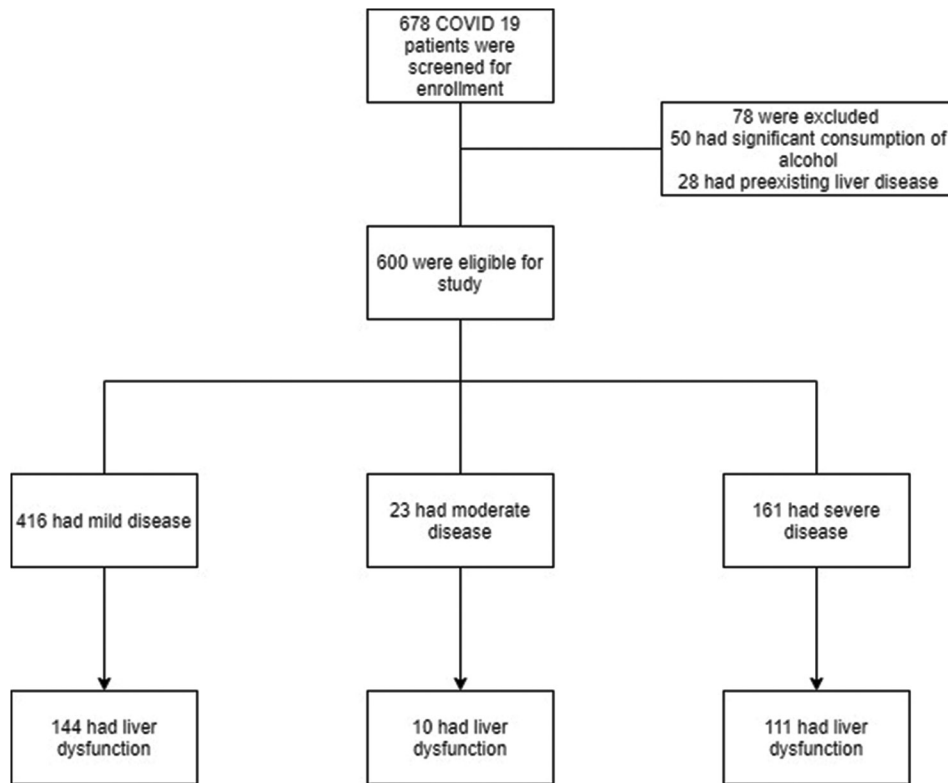 678 COVID 19
patients were
screened for
enrollment
78 were excluded
50 had significant consumption of
alcohol
28 had preexisting liver disease
600 were eligible for
study
416 had mild disease
23 had moderate
disease
161 had severe
disease
144 had liver
dysfunction
10 had liver
dysfunction
111 had liver
dysfunction